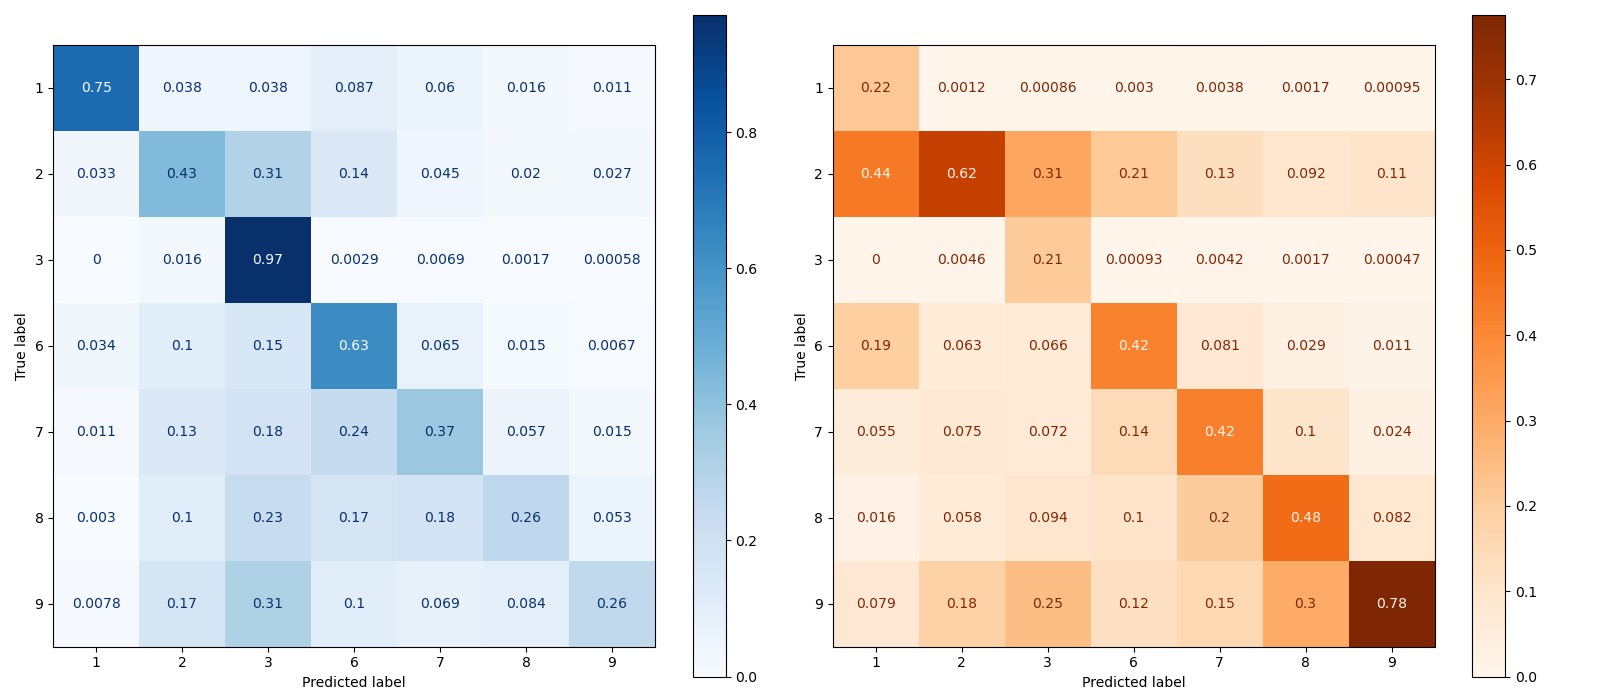 1 0.75 0.038 0.038 0.087 0.06 0.016 0.011
2 0.033 0.43 0.31 0.14 0.045 0.02 0.027
3 0 0.016 0.97 0.0029 0.0069 0.0017 0.00058
6 0.034 0.1 0.15 0.63 0.065 0.015 0.0067
7 0.011 0.13 0.18 0.24 0.37 0.057 0.015
8 0.003 0.1 0.23 0.17 0.18 0.26 0.053
9 0.0078 0.17 0.31 0.1 0.069 0.084 0.26
1 2 3 6 7 8 9
Predicted label
True label
0.8
0.6
0.4
0.2
0.0
1 0.22 0.0012 0.00086 0.003 0.0038 0.0017 0.00095
2 0.44 0.62 0.31 0.21 0.13 0.092 0.11
3 0 0.0046 0.21 0.00093 0.0042 0.0017 0.00047
6 0.19 0.063 0.066 0.42 0.081 0.029 0.011
7 0.055 0.075 0.072 0.14 0.42 0.1 0.024
8 0.016 0.058 0.094 0.1 0.2 0.48 0.082
9 0.079 0.18 0.25 0.12 0.15 0.3 0.78
1 2 3 6 7 8 9
Predicted label
True label
0.7
0.6
0.5
0.4
0.3
0.2
0.1
0.0